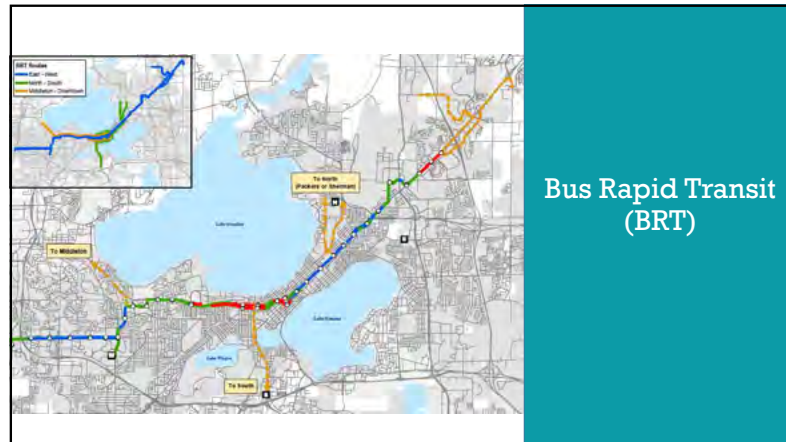 BRT Routes
East - West
North - South
Middleton - Downtown
To North
(Packers or Sherman)
Lake Mendota
To Middleton
Lake Monona
Lake Wingra
To South
Bus Rapid Transit
(BRT)